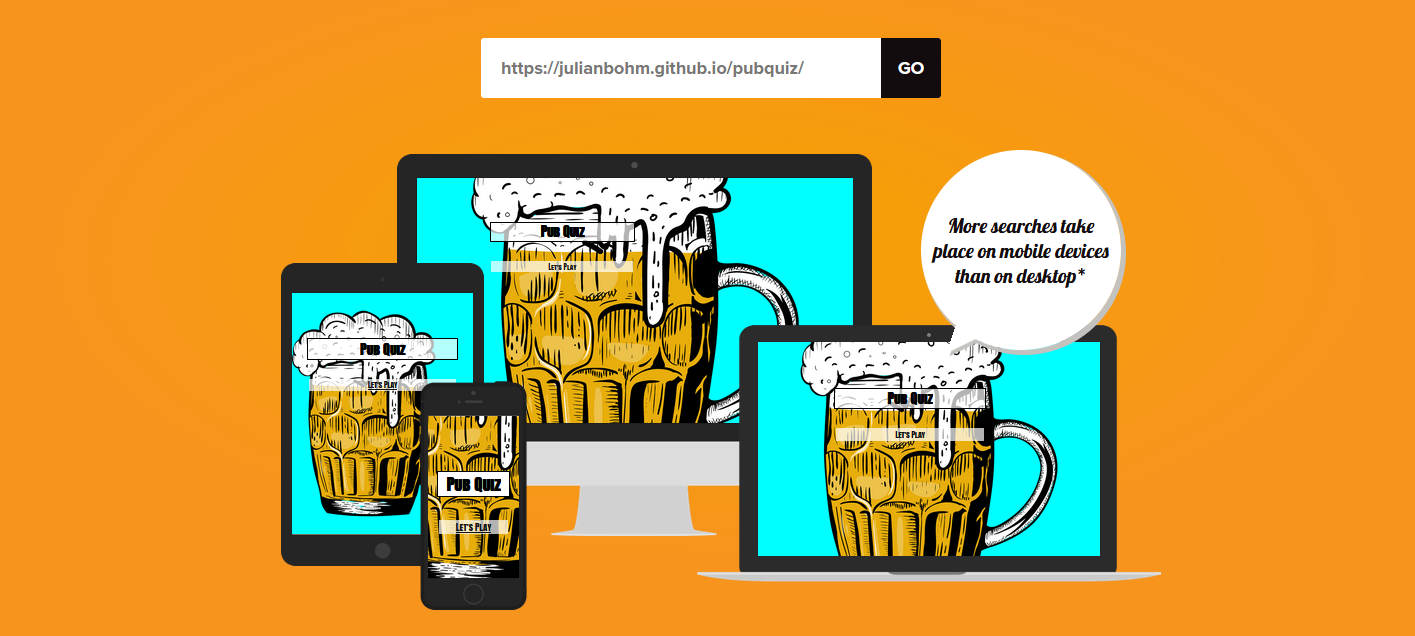 https://julianbohm.github.io/pubquiz/
GO
More searches take
place on mobile devices
than on desktop*
Pub Quiz
Let's Play
Pub Quiz
Let's Play
Pub Quiz
Let's Play
Pub Quiz
Let's Play